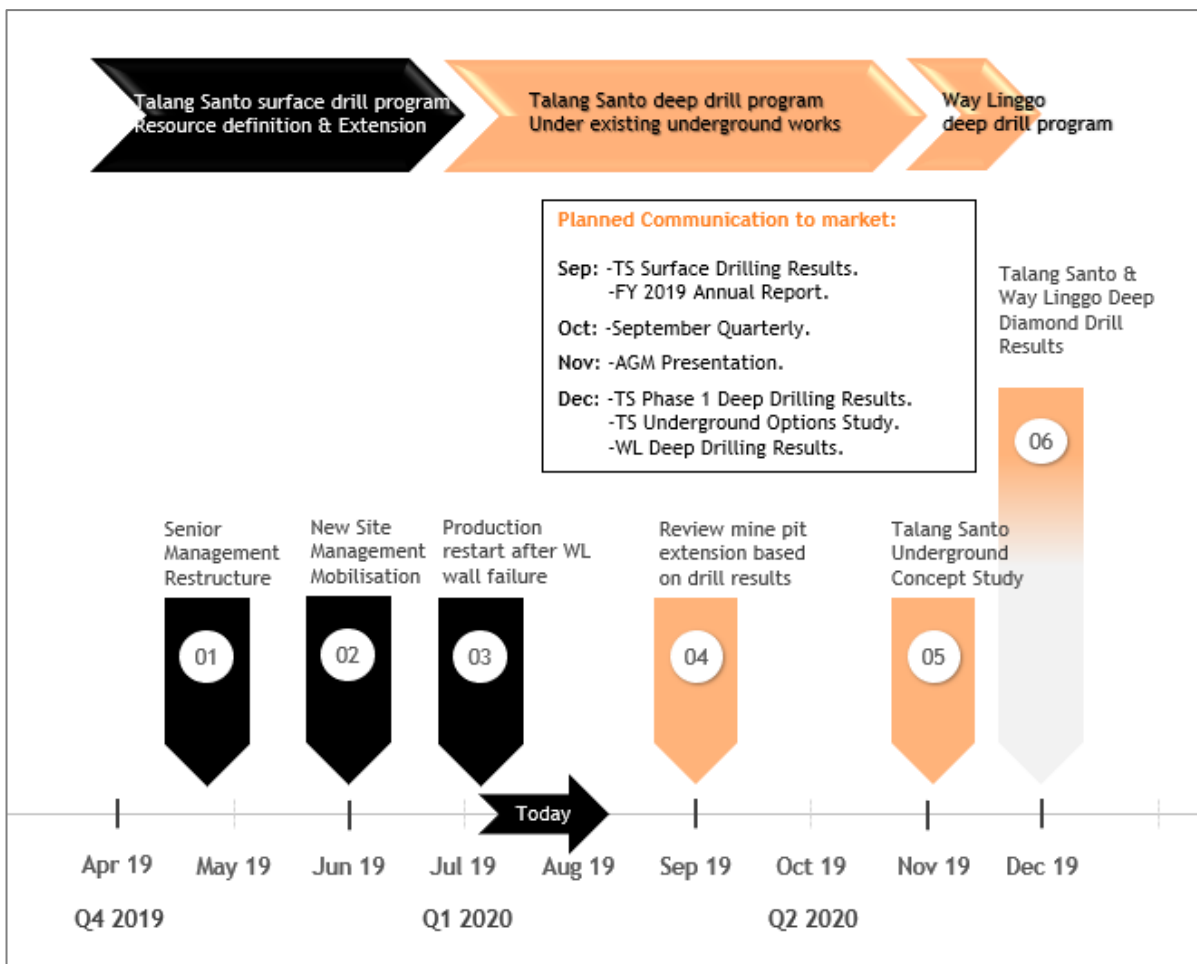 Talang Santo surface drill program
Resource definition & Extension
Talang Santo deep drill program
Under existing underground works
Way Linggo
deep drill program
Planned Communication to market:
Sep: -TS Surface Drilling Results.
-FY 2019 Annual Report.
Oct: -September Quarterly.
Nov: -AGM Presentation.
Dec: -TS Phase 1 Deep Drilling Results.
-TS Underground Options Study.
-WL Deep Drilling Results.
Talang Santo &
Way Linggo Deep
Diamond Drill
Results
06
Senior
Management
Restructure
01
New Site
Management
Mobilisation
02
Production
restart after WL
wall failure
03
Review mine pit
extension based
on drill results
04
Talang Santo
Underground
Concept Study
05
Today
Apr 19 May 19 Jun 19 Jul 19 Aug 19 Sep 19 Oct 19 Nov 19 Dec 19
Q4 2019 Q1 2020 Q2 2020